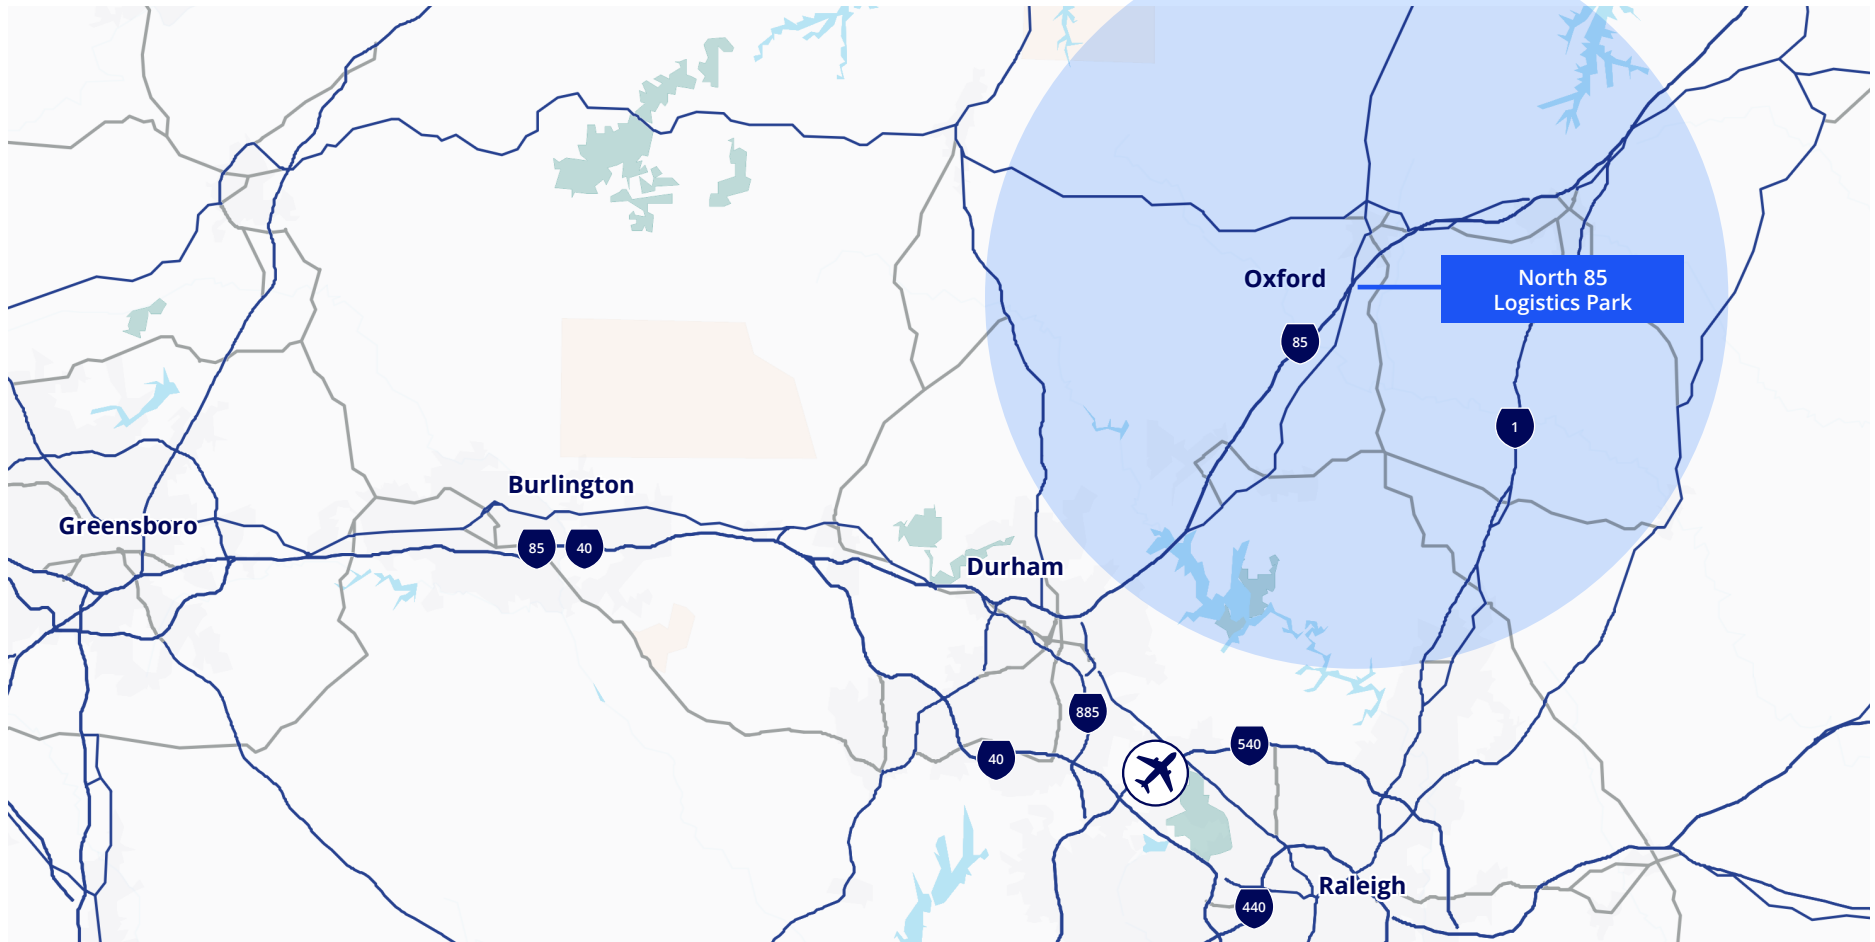 Oxford
North 85
Logistics Park
85
1
Burlington
Greensboro
85
40
Durham
885
540
40
Raleigh
440